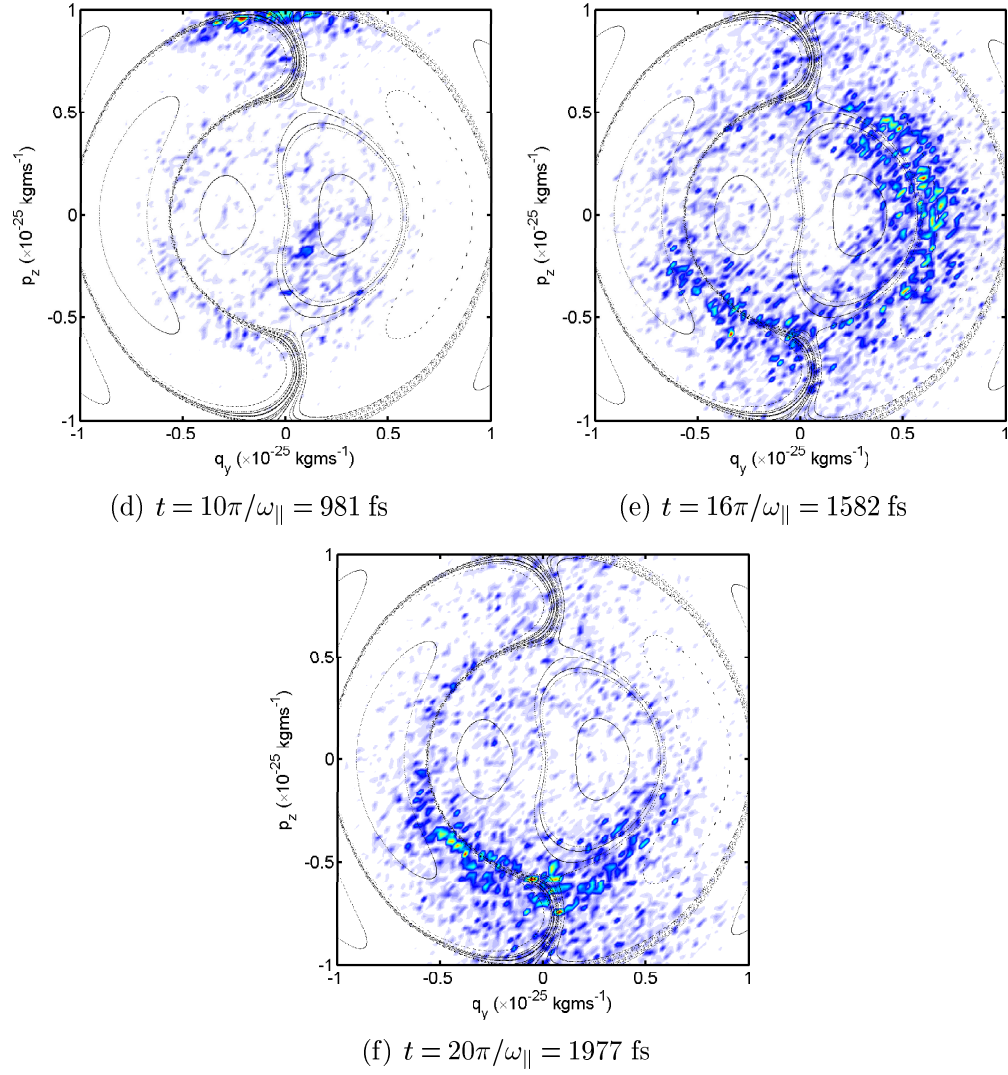 1
0.5
0
-0.5
-1
p_z (×10^-25 kgms^-1)
-1 -0.5 0 0.5 1
q_y (×10^-25 kgms^-1)
(d) t = 10π/ω_∥ = 981 fs
1
0.5
0
-0.5
-1
p_z (×10^-25 kgms^-1)
-1 -0.5 0 0.5 1
q_y (×10^-25 kgms^-1)
(e) t = 16π/ω_∥ = 1582 fs
1
0.5
0
-0.5
-1
p_z (×10^-25 kgms^-1)
-1 -0.5 0 0.5 1
q_y (×10^-25 kgms^-1)
(f) t = 20π/ω_∥ = 1977 fs